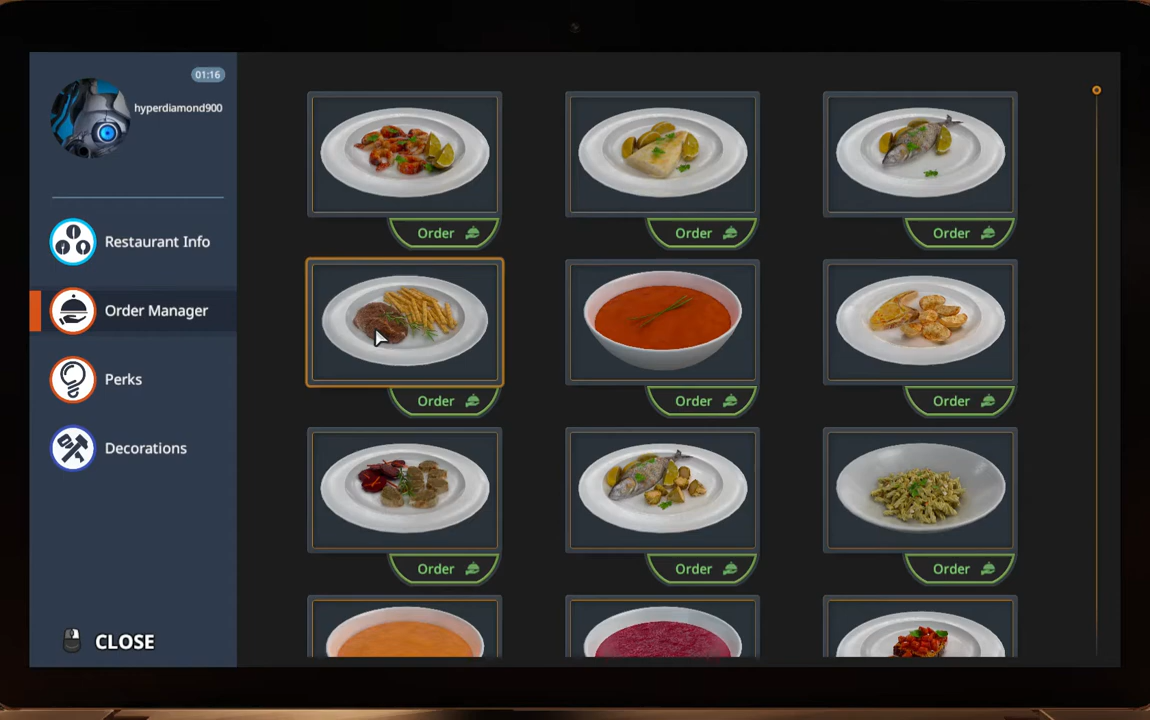 01:16
hyperdiamond900
Restaurant Info
Order Manager
Perks
Decorations
CLOSE
Order
Order
Order
Order
Order
Order
Order
Order
Order